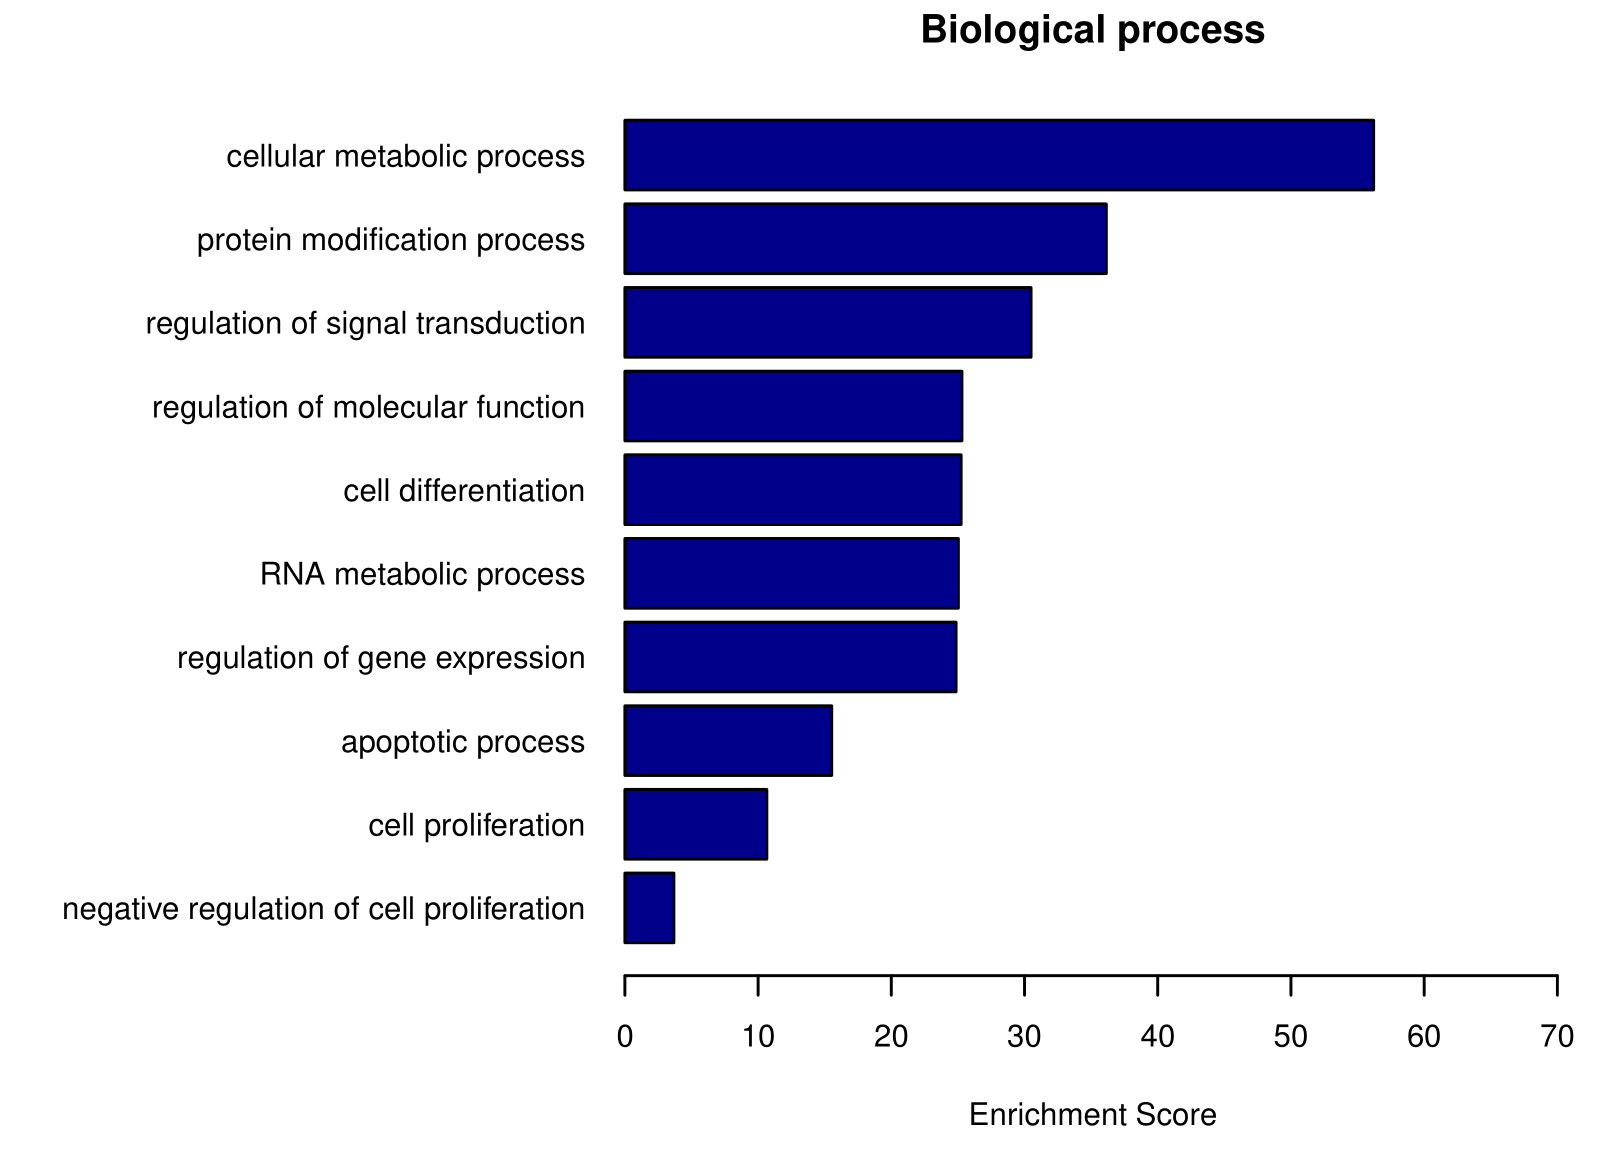 Biological process
cellular metabolic process
protein modification process
regulation of signal transduction
regulation of molecular function
cell differentiation
RNA metabolic process
regulation of gene expression
apoptotic process
cell proliferation
negative regulation of cell proliferation
0 10 20 30 40 50 60 70
Enrichment Score